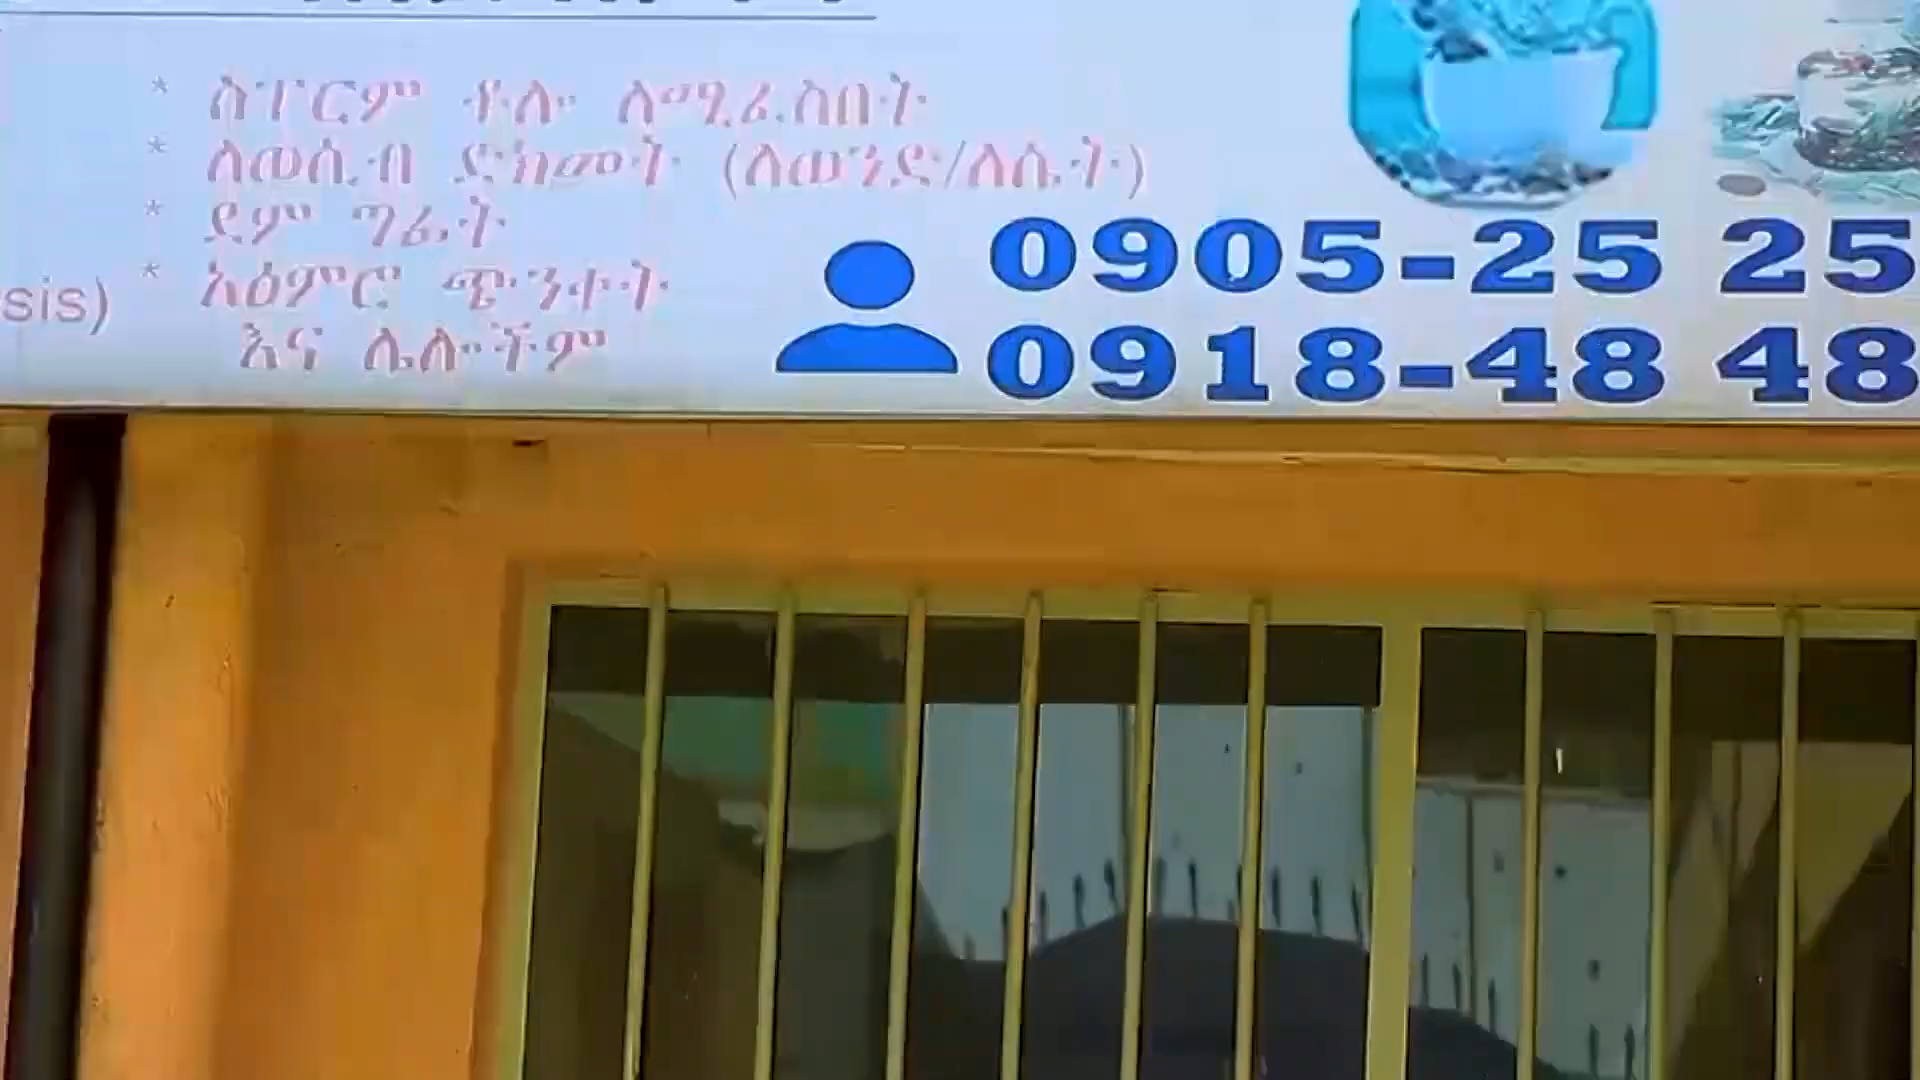 * ስፐርም ቶሎ ለሚፈስበት
* ለወሲብ ድክመት (ለወንድ/ለሴት)
* ደም ግፊት
sis) * አዕምሮ ጭንቀት
እና ሌሎችም
0905-25 25
0918-48 48